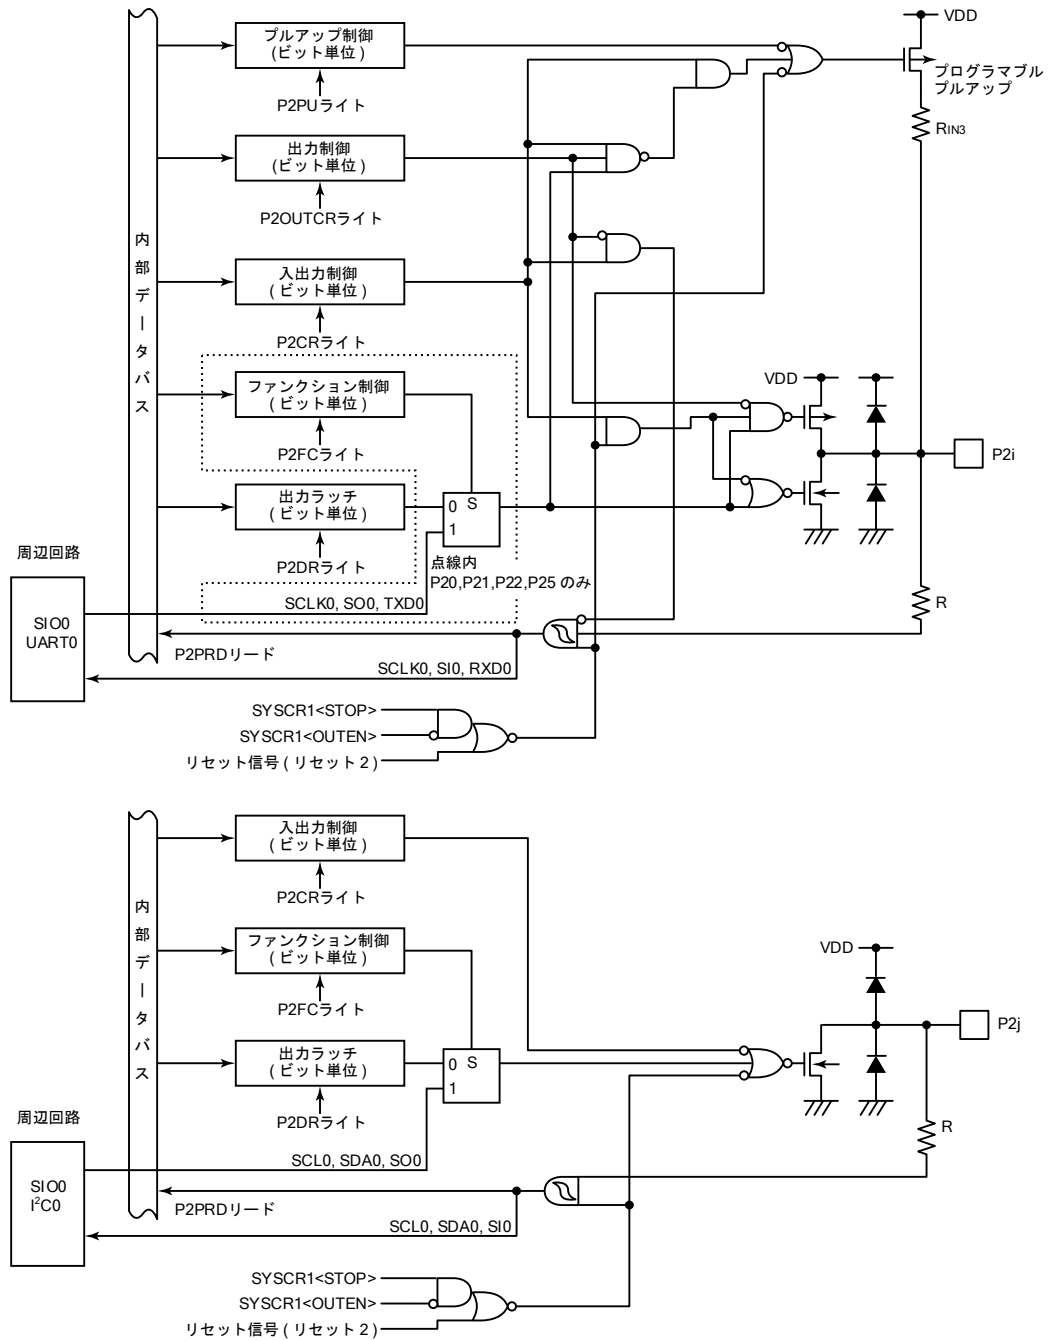 VDD
プルアップ制御
(ビット単位)
プログラマブル
プルアップ
P2PUライト
RIN3
出力制御
(ビット単位)
P2OUTCRライト
内部データバス
入出力制御
(ビット単位)
P2CRライト
ファンクション制御
(ビット単位)
VDD
P2FCライト
P2i
出力ラッチ
(ビット単位)
0 S
1
P2DRライト
点線内
P20,P21,P22,P25 のみ
周辺回路
SIO0
UART0
SCLK0, SO0, TXD0
R
P2PRDリード
SCLK0, SI0, RXD0
SYSCR1<STOP>
SYSCR1<OUTEN>
リセット信号 ( リセット 2 )
入出力制御
(ビット単位)
P2CRライト
内部データバス
ファンクション制御
(ビット単位)
VDD
P2FCライト
P2j
出力ラッチ
(ビット単位)
0 S
1
P2DRライト
周辺回路
R
SIO0
I²C0
SCL0, SDA0, SO0
P2PRDリード
SCL0, SDA0, SI0
SYSCR1<STOP>
SYSCR1<OUTEN>
リセット信号 ( リセット 2 )